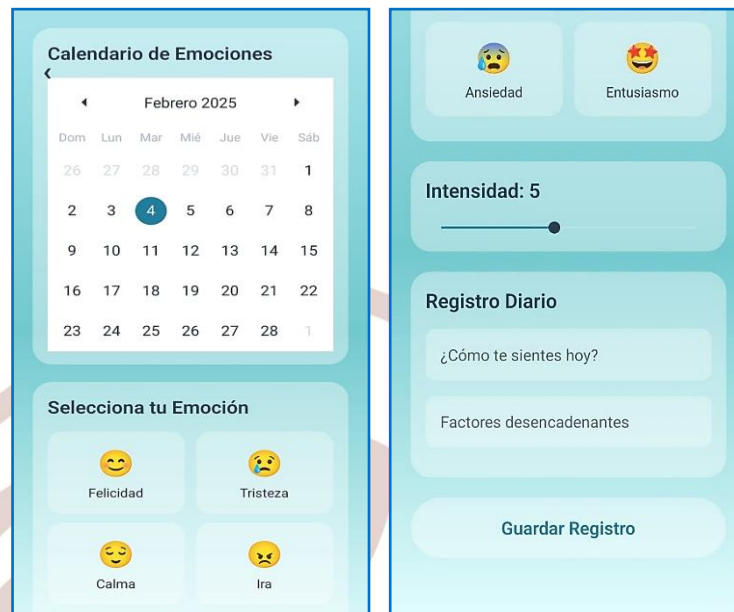 Calendario de Emociones
Febrero 2025
Dom Lun Mar Mié Jue Vie Sáb
26 27 28 29 30 31 1
2 3 4 5 6 7 8
9 10 11 12 13 14 15
16 17 18 19 20 21 22
23 24 25 26 27 28 1
Selecciona tu Emoción
Felicidad Tristeza
Calma Ira
Ansiedad Entusiasmo
Intensidad: 5
Registro Diario
¿Cómo te sientes hoy?
Factores desencadenantes
Guardar Registro